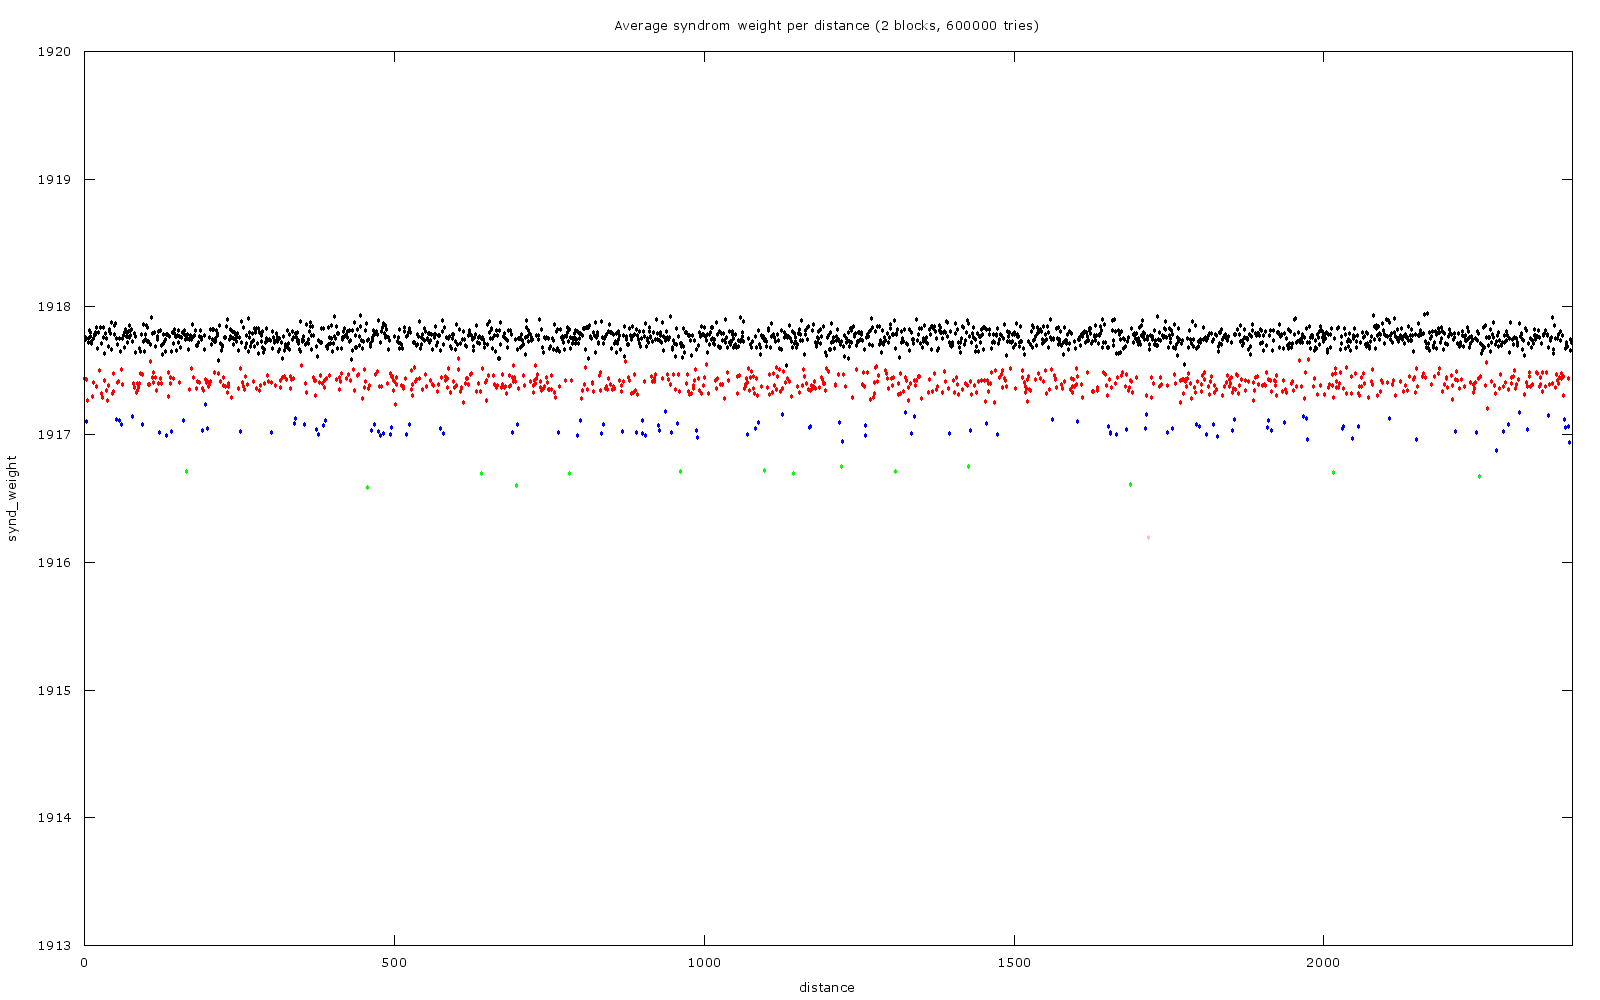 Average syndrom weight per distance (2 blocks, 600000 tries)
1920
1919
1918
1917
1916
1915
1914
1913
synd_weight
0 500 1000 1500 2000
distance